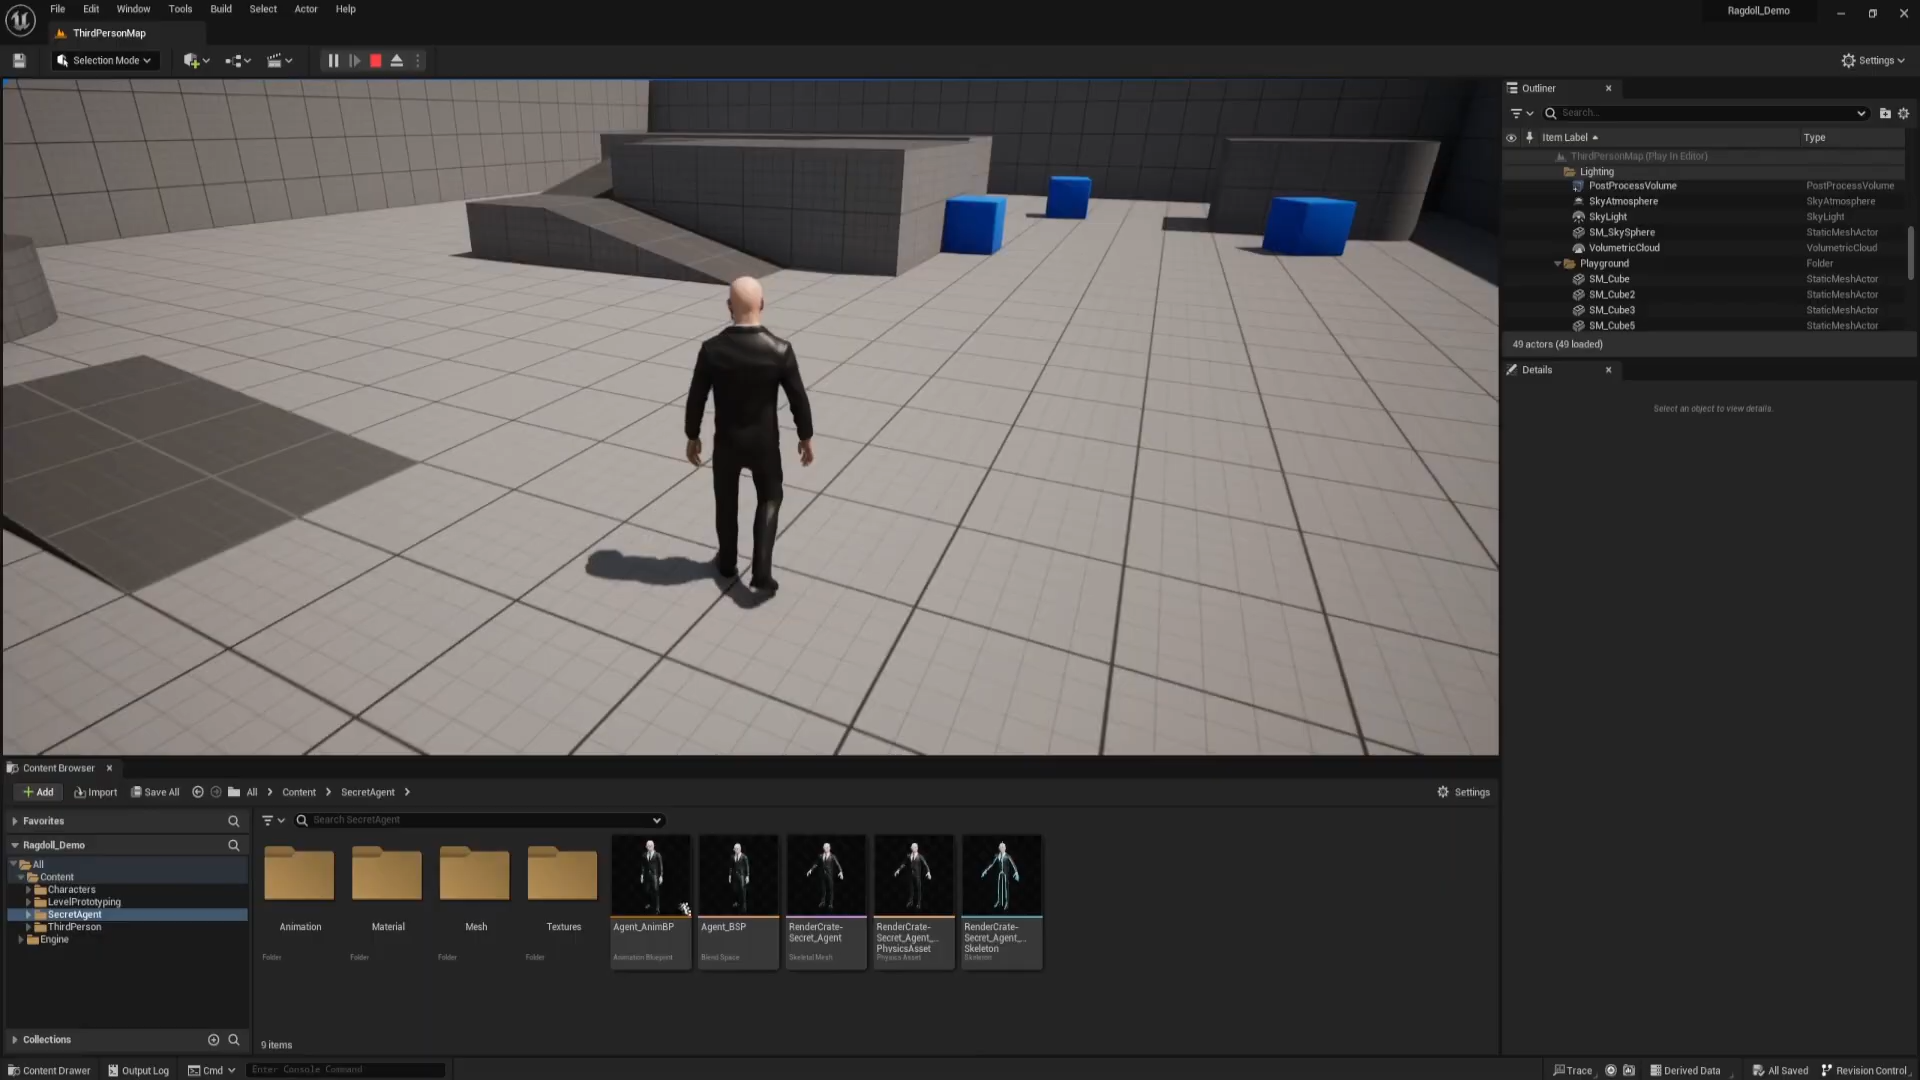 File Edit Window Tools Build Select Actor Help
Ragdoll_Demo
ThirdPersonMap
Selection Mode
Settings
Outliner
Search...
Item Label Type
ThirdPersonMap (Play In Editor)
Lighting
PostProcessVolume PostProcessVolume
SkyAtmosphere SkyAtmosphere
SkyLight SkyLight
SM_SkySphere StaticMeshActor
VolumetricCloud VolumetricCloud
Playground Folder
SM_Cube StaticMeshActor
SM_Cube2 StaticMeshActor
SM_Cube3 StaticMeshActor
SM_Cube5 StaticMeshActor
49 actors (49 loaded)
Details
Select an object to view details.
Content Browser
Add Import Save All All Content SecretAgent Settings
Favorites
Search SecretAgent
Ragdoll_Demo
All
Content
Characters
LevelPrototyping
SecretAgent
ThirdPerson
Engine
Animation
Folder
Material
Folder
Mesh
Folder
Textures
Folder
Agent_AnimBP
Animation Blueprint
Agent_BSP
Blend Space
RenderCrate-
Secret_Agent
Skeletal Mesh
RenderCrate-
Secret_Agent_...
PhysicsAsset
Physics Asset
RenderCrate-
Secret_Agent_...
Skeleton
Skeleton
Collections
9 items
Content Drawer Output Log Cmd Enter Console Command Trace Derived Data All Saved Revision Control